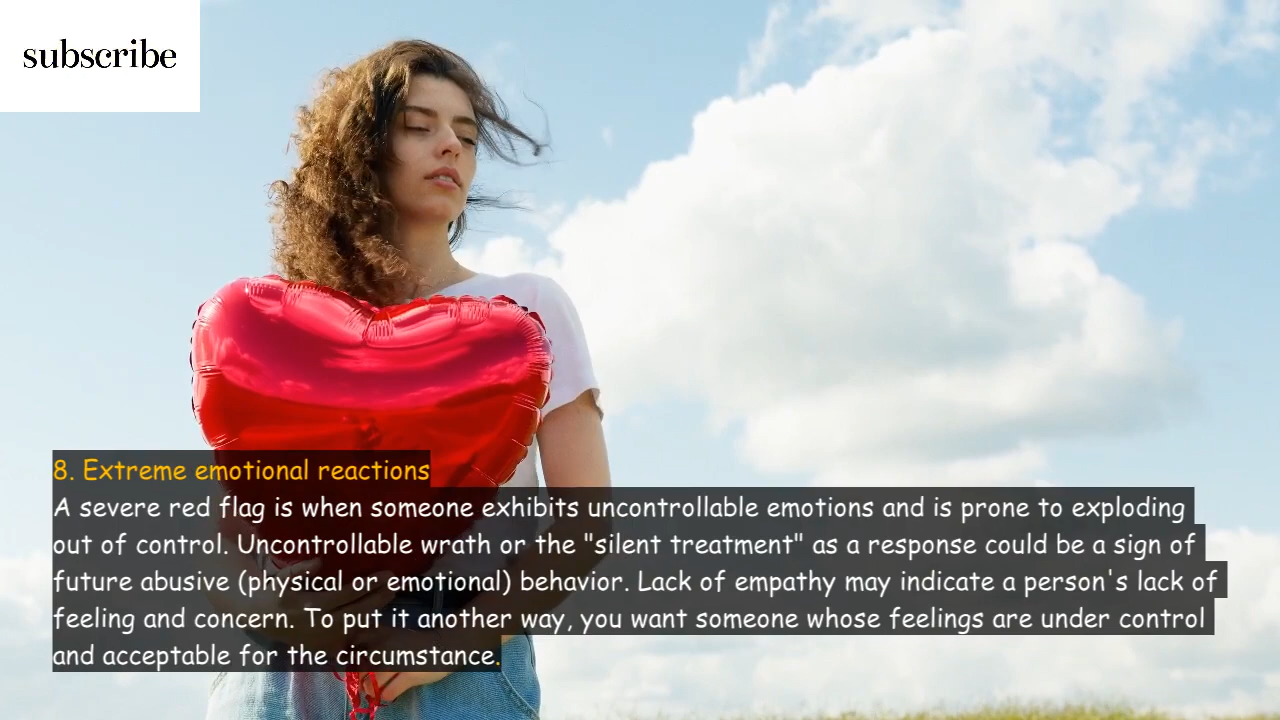 subscribe
8. Extreme emotional reactions
A severe red flag is when someone exhibits uncontrollable emotions and is prone to exploding
out of control. Uncontrollable wrath or the "silent treatment" as a response could be a sign of
future abusive (physical or emotional) behavior. Lack of empathy may indicate a person's lack of
feeling and concern. To put it another way, you want someone whose feelings are under control
and acceptable for the circumstance.